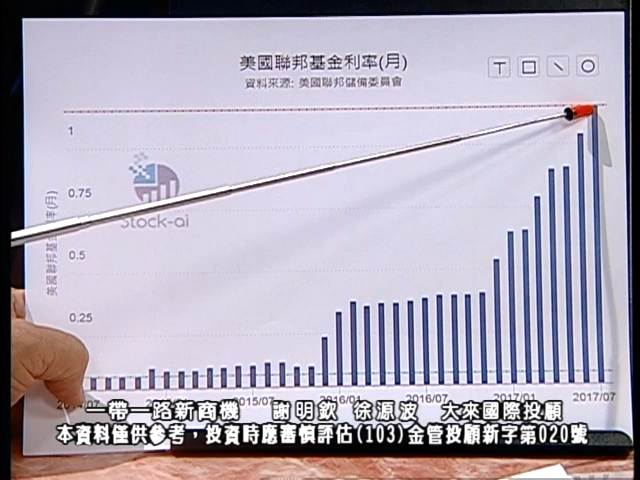 美國聯邦基金利率(月)
資料來源: 美國聯邦儲備委員會
1
0.75
0.5
0.25
美國聯邦基金利率(月)
Stock-ai
2015/07
2016/01
2016/07
2017/01
2017/07
一帶一路新商機 謝明欽 徐源波 大來國際投顧
本資料僅供參考，投資時應審慎評估(103)金管投顧新字第020號